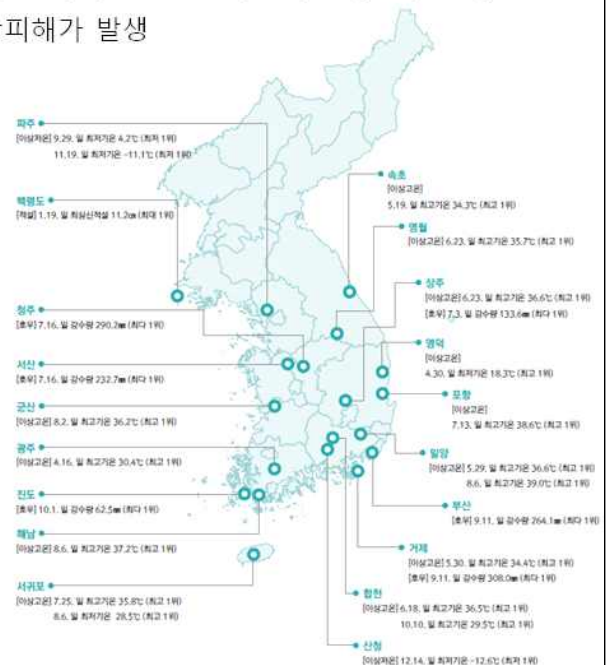 피해가 발생
파주
[이상저온] 9.29. 일 최저기온 4.2℃ (최저 1위)
11.19. 일 최저기온 -11.1℃ (최저 1위)
백령도
[적설] 1.19. 일 최심신적설 11.2㎝ (최대 1위)
청주
[호우] 7.16. 일 강수량 290.2㎜ (최다 1위)
서산
[호우] 7.16. 일 강수량 232.7㎜ (최다 1위)
군산
[이상고온] 8.2. 일 최고기온 36.2℃ (최고 1위)
광주
[이상고온] 4.16. 일 최고기온 30.4℃ (최고 1위)
진도
[호우] 10.1. 일 강수량 62.5㎜ (최다 1위)
해남
[이상고온] 8.6. 일 최고기온 37.2℃ (최고 1위)
서귀포
[이상고온] 7.25. 일 최고기온 35.8℃ (최고 1위)
8.6. 일 최저기온 28.5℃ (최고 1위)
속초
[이상고온]
5.19. 일 최고기온 34.3℃ (최고 1위)
영월
[이상고온] 6.23. 일 최고기온 35.7℃ (최고 1위)
상주
[이상고온] 6.23. 일 최고기온 36.6℃ (최고 1위)
[호우] 7.3. 일 강수량 133.6㎜ (최다 1위)
영덕
[이상고온]
4.30. 일 최저기온 18.3℃ (최고 1위)
포항
[이상고온]
7.13. 일 최고기온 38.6℃ (최고 1위)
밀양
[이상고온] 5.29. 일 최고기온 36.6℃ (최고 1위)
8.6. 일 최고기온 39.0℃ (최고 1위)
부산
[호우] 9.11. 일 강수량 264.1㎜ (최다 1위)
거제
[이상고온] 5.30. 일 최고기온 34.4℃ (최고 1위)
[호우] 9.11. 일 강수량 308.0㎜ (최다 1위)
합천
[이상고온] 6.18. 일 최고기온 36.5℃ (최고 1위)
10.10. 일 최고기온 29.5℃ (최고 1위)
산청
[이상저온] 12.14. 일 최저기온 -12.6℃ (최저 1위)